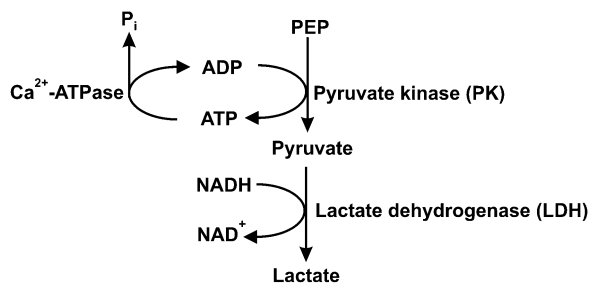 Pi
PEP
ADP
Ca2+-ATPase
Pyruvate kinase (PK)
ATP
Pyruvate
NADH
Lactate dehydrogenase (LDH)
NAD+
Lactate